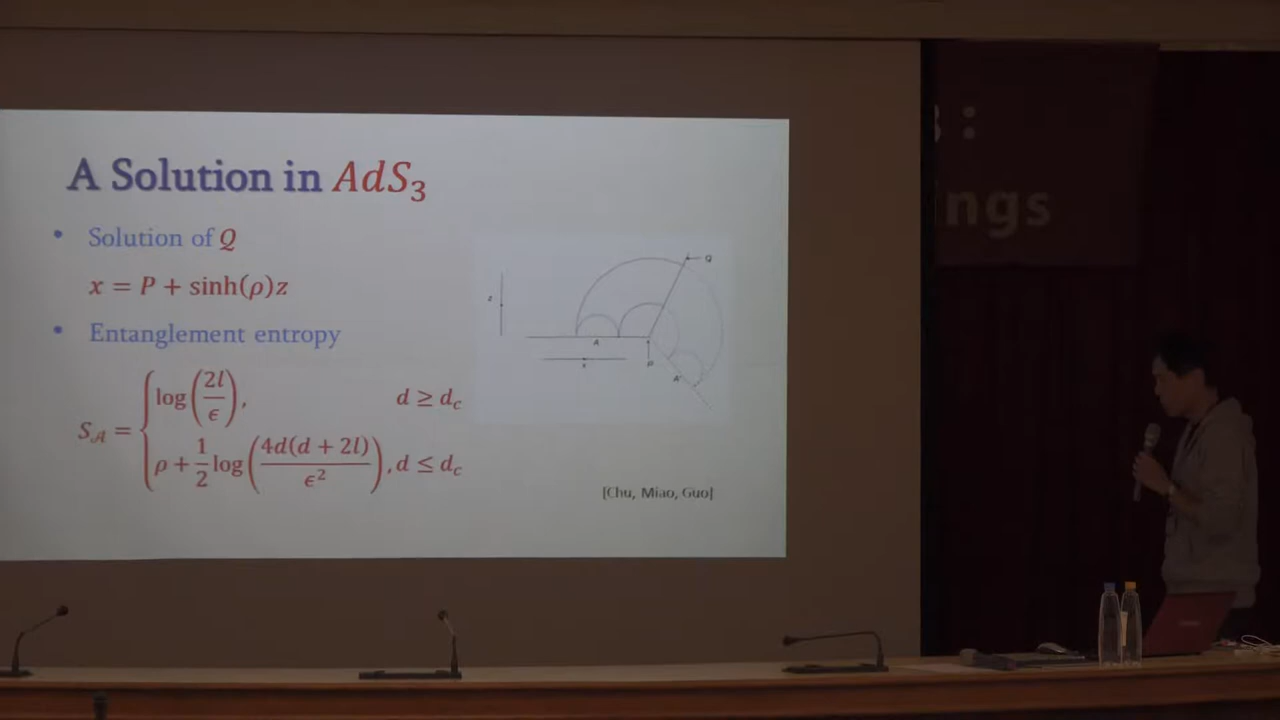 A Solution in AdS₃
• Solution of Q
x = P + sinh(ρ)z
• Entanglement entropy
S_𝒜 = { log(2l/ϵ), d ≥ d_c
ρ + 1/2 log(4d(d + 2l)/ϵ²), d ≤ d_c
Q
z
A
x
P
A'
[Chu, Miao, Guo]
:
ngs